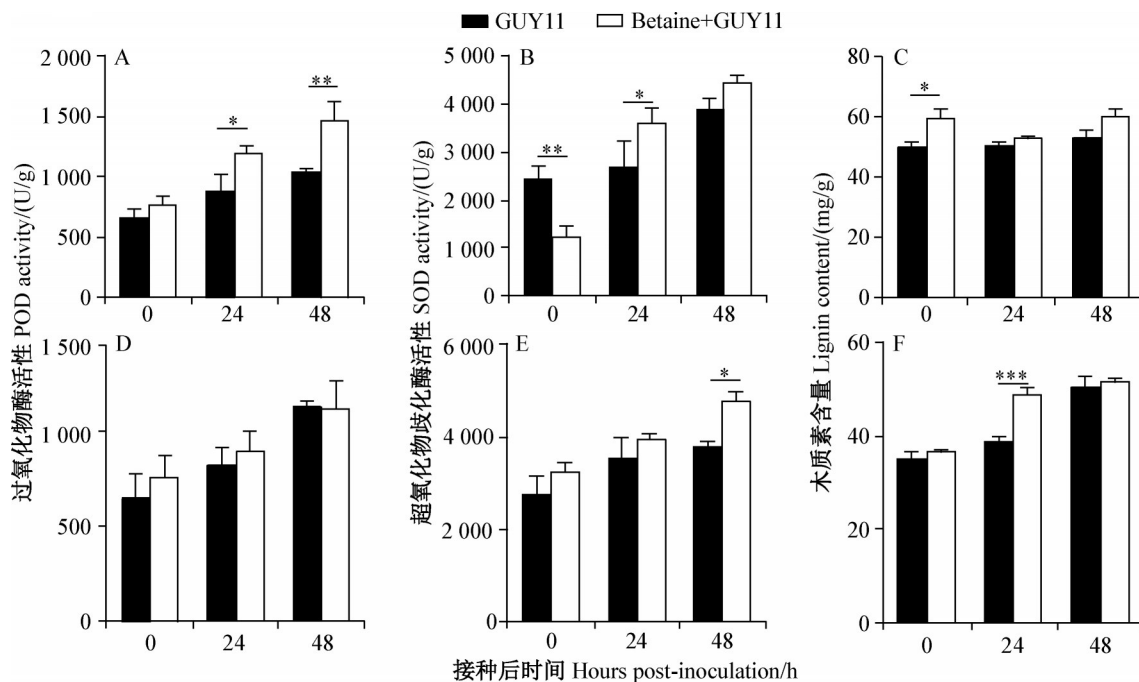 GUY11 Betaine+GUY11
过氧化物酶活性 POD activity/(U/g)
A
2 000
1 500
1 000
500
0
*
**
0 24 48
超氧化物歧化酶活性 SOD activity/(U/g)
B
5 000
4 000
3 000
2 000
1 000
0
**
*
0 24 48
木质素含量 Lignin content/(mg/g)
C
80
60
40
20
0
*
0 24 48
D
1 500
1 000
500
0
0 24 48
E
6 000
4 000
2 000
0
*
0 24 48
F
60
40
20
0
***
0 24 48
接种后时间 Hours post-inoculation/h